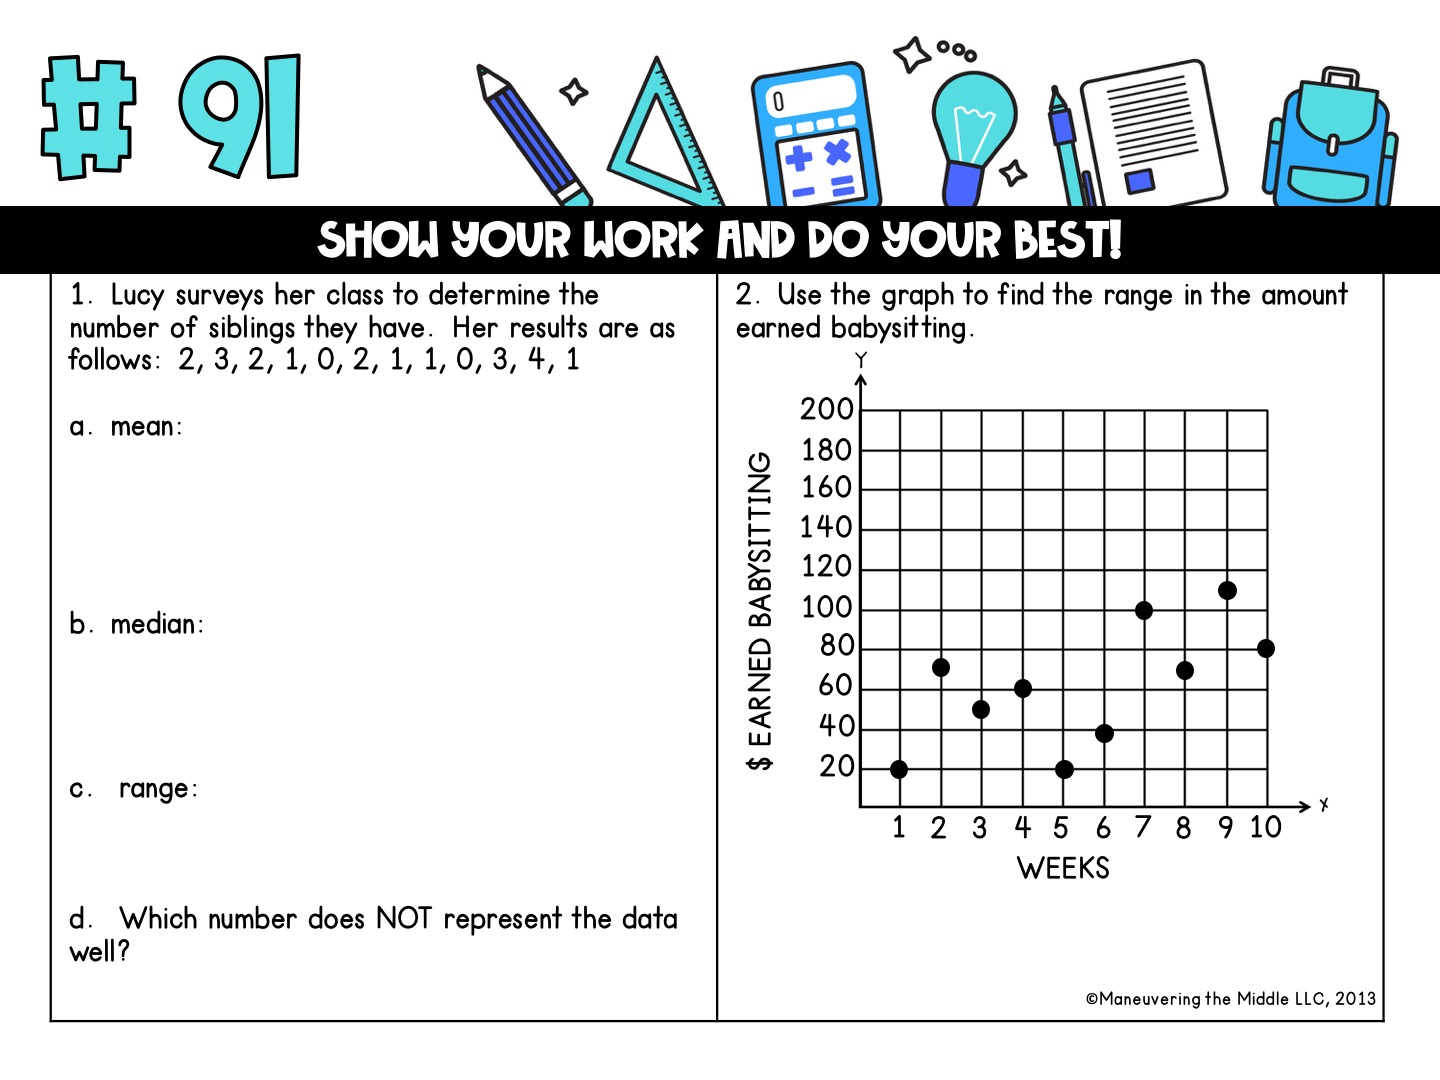 # 91
0
SHOW YOUR WORK AND DO YOUR BEST!
1. Lucy surveys her class to determine the
number of siblings they have. Her results are as
follows: 2, 3, 2, 1, 0, 2, 1, 1, 0, 3, 4, 1
a. mean:
b. median:
c. range:
d. Which number does NOT represent the data
well?
2. Use the graph to find the range in the amount
earned babysitting.
Y
200
180
160
140
120
100
80
60
40
20
$ EARNED BABYSITTING
x
1 2 3 4 5 6 7 8 9 10
WEEKS
©Maneuvering the Middle LLC, 2013